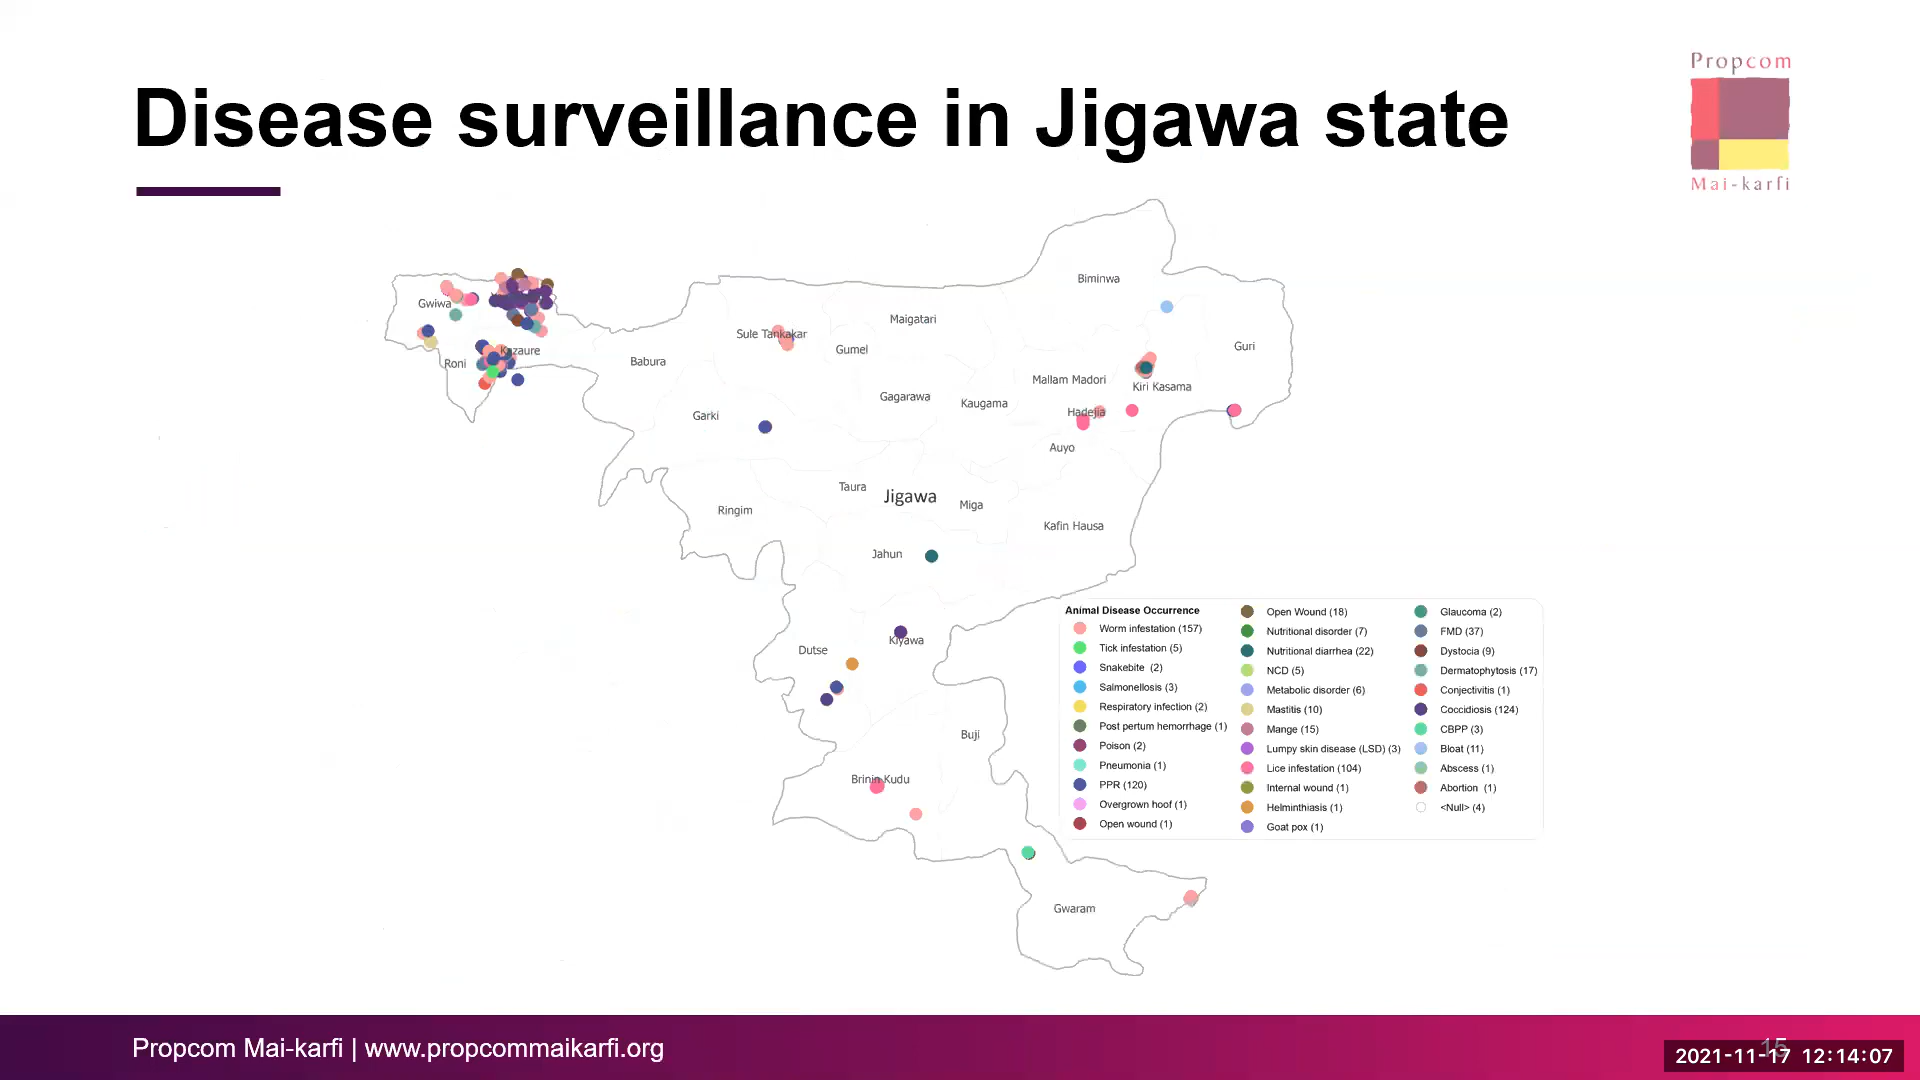 Disease surveillance in Jigawa state
Propcom
Mai-karfi
Biminwa
Gwiwa
Maigatari
Sule Tankakar
Guri
Gumel
Kazaure
Roni
Babura
Mallam Madori
Kiri Kasama
Gagarawa
Kaugama
Garki
Hadejia
Auyo
Taura
Jigawa
Miga
Ringim
Kafin Hausa
Jahun
Kiyawa
Dutse
Buji
Brinin Kudu
Gwaram
Animal Disease Occurrence
Worm infestation (157)
Tick infestation (5)
Snakebite (2)
Salmonellosis (3)
Respiratory infection (2)
Post pertum hemorrhage (1)
Poison (2)
Pneumonia (1)
PPR (120)
Overgrown hoof (1)
Open wound (1)
Open Wound (18)
Nutritional disorder (7)
Nutritional diarrhea (22)
NCD (5)
Metabolic disorder (6)
Mastitis (10)
Mange (15)
Lumpy skin disease (LSD) (3)
Lice infestation (104)
Internal wound (1)
Helminthiasis (1)
Goat pox (1)
Glaucoma (2)
FMD (37)
Dystocia (9)
Dermatophytosis (17)
Conjectivitis (1)
Coccidiosis (124)
CBPP (3)
Bloat (11)
Abscess (1)
Abortion (1)
<Null> (4)
Propcom Mai-karfi | www.propcommaikarfi.org
15
2021-11-17 12:14:07